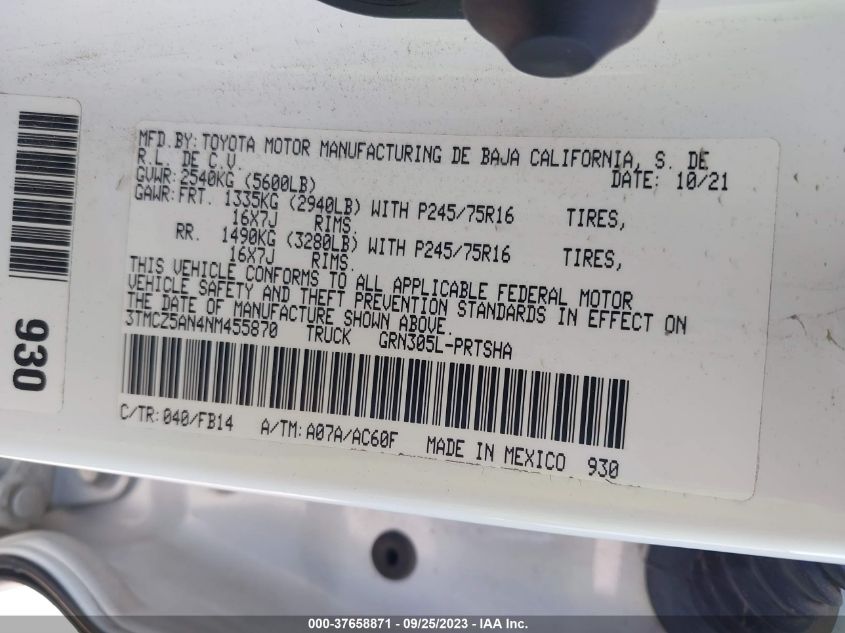 MFD. BY: TOYOTA MOTOR MANUFACTURING DE BAJA CALIFORNIA, S. DE
R.L. DE C.V. DATE: 10/21
GVWR: 2540KG (5600LB)
GAWR: FRT. 1335KG (2940LB) WITH P245/75R16 TIRES,
16X7J RIMS.
RR. 1490KG (3280LB) WITH P245/75R16 TIRES,
16X7J RIMS.
THIS VEHICLE CONFORMS TO ALL APPLICABLE FEDERAL MOTOR
VEHICLE SAFETY AND THEFT PREVENTION STANDARDS IN EFFECT ON
THE DATE OF MANUFACTURE SHOWN ABOVE.
3TMCZ5AN4NM455870 TRUCK GRN305L-PRTSHA
C/TR: 040/FB14 A/TM: A07A/AC60F MADE IN MEXICO 930
930
000-37658871 - 09/25/2023 - IAA Inc.